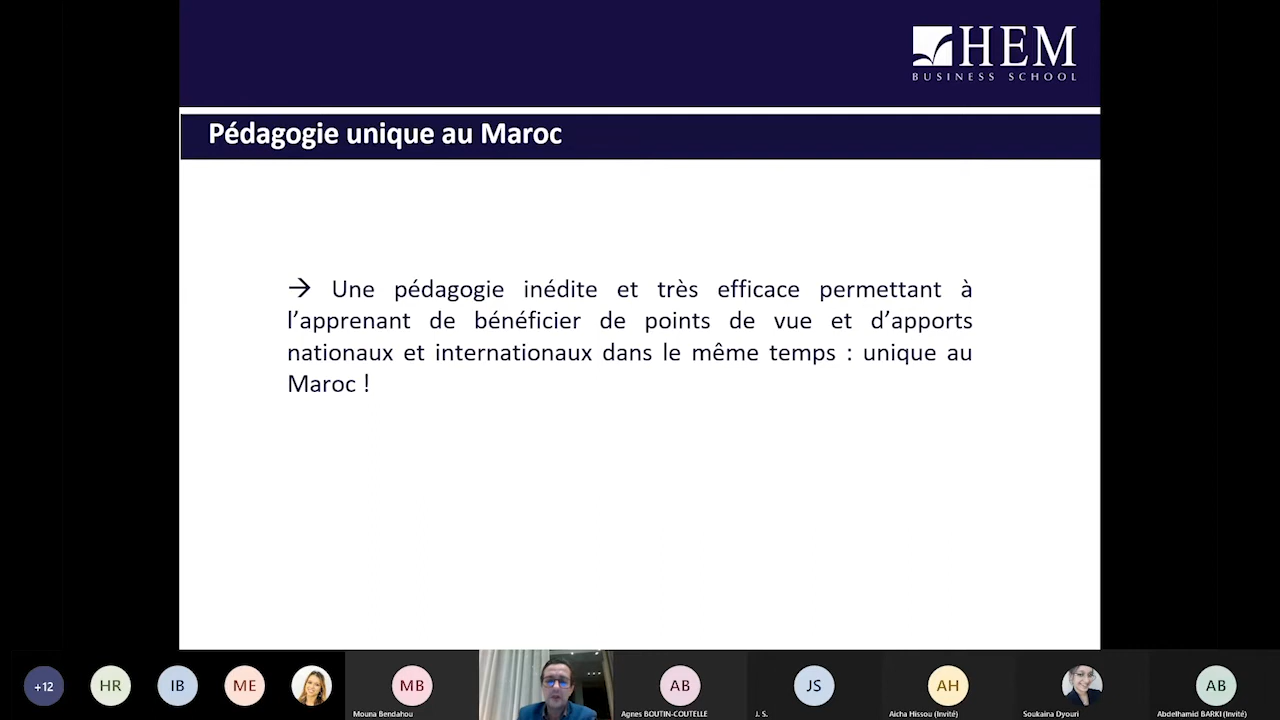 HEM
BUSINESS SCHOOL
Pédagogie unique au Maroc
→ Une pédagogie inédite et très efficace permettant à
l’apprenant de bénéficier de points de vue et d’apports
nationaux et internationaux dans le même temps : unique au
Maroc !
+12
HR
IB
ME
MB
AB
JS
AH
AB
Mouna Bendahou
Agnes BOUTIN-COUTELLE
J. S.
Aicha Hissou (Invité)
Soukaina Dyouri
Abdelhamid BARKI (Invité)